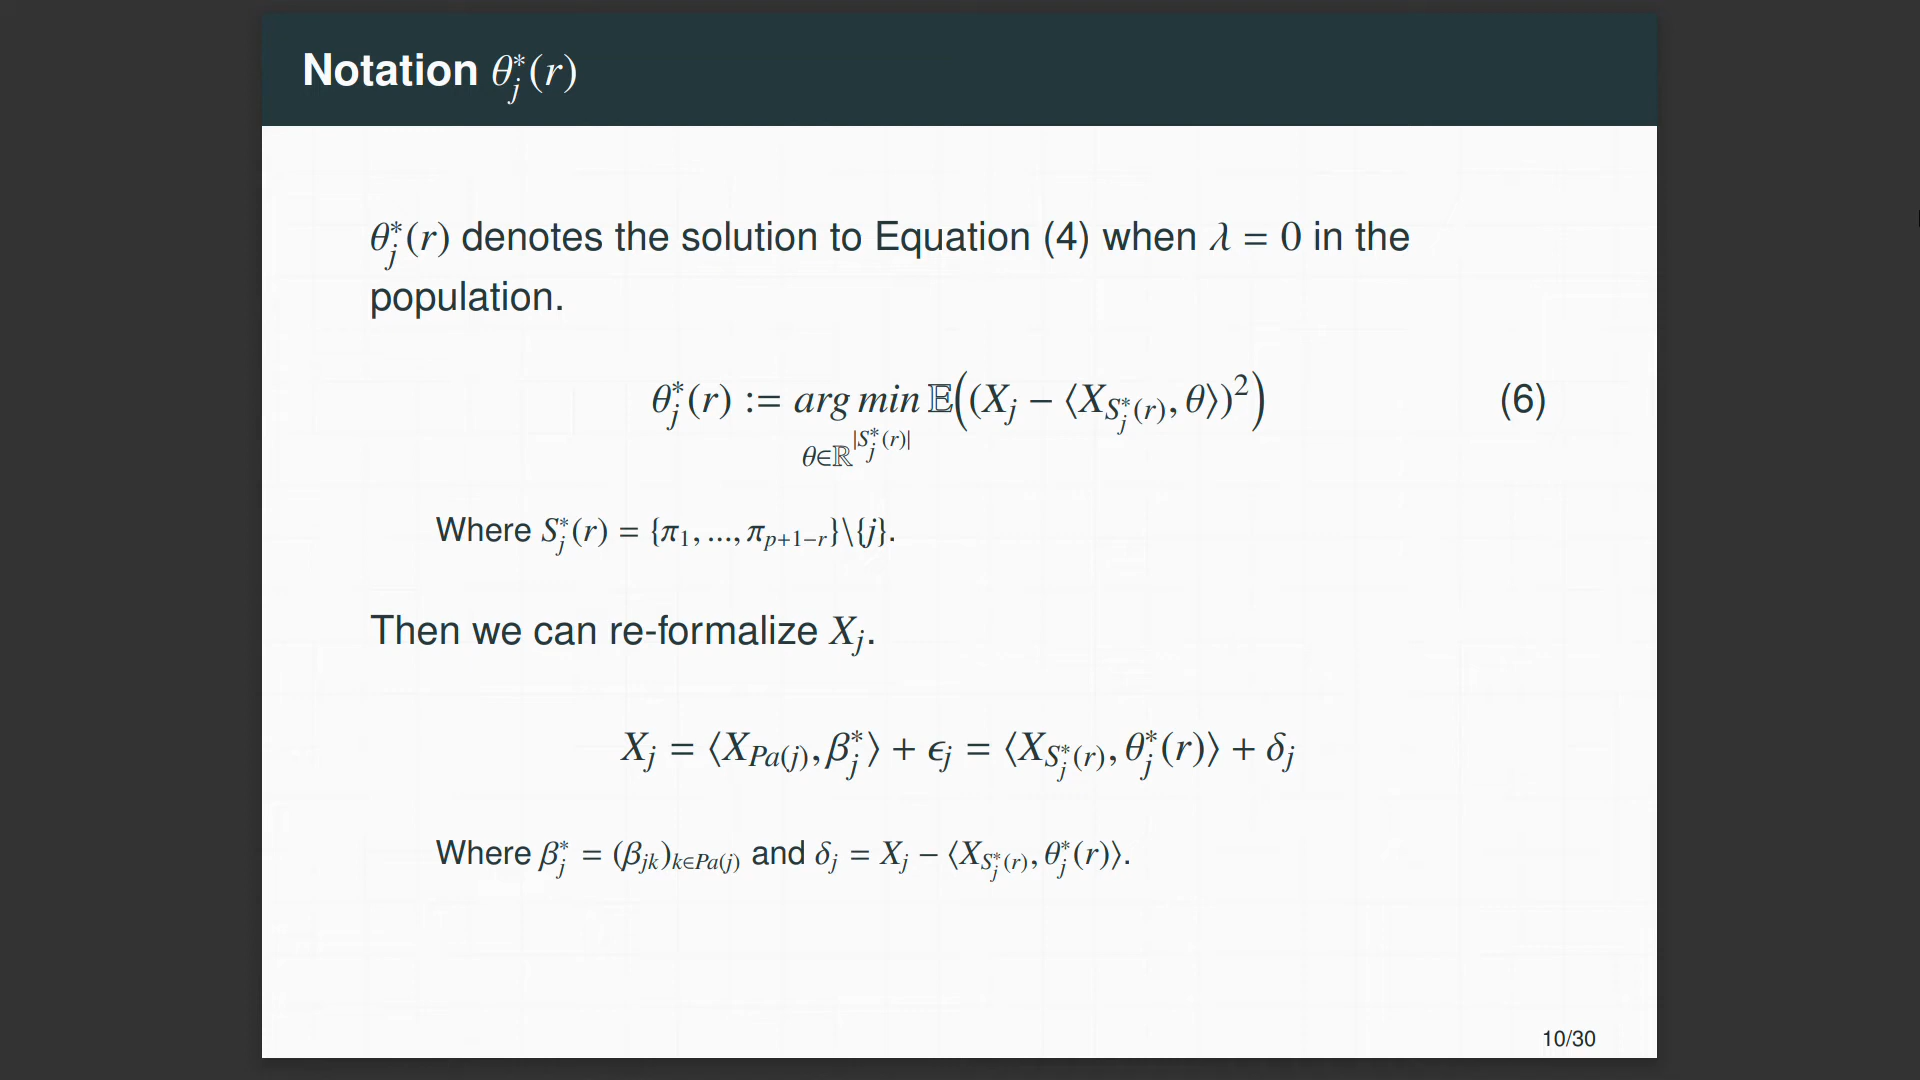 Notation θ*_j(r)
θ*_j(r) denotes the solution to Equation (4) when λ = 0 in the
population.
θ*_j(r) := arg min_{θ∈ℝ^{|S*_j(r)|}} 𝔼((X_j − ⟨X_{S*_j(r)}, θ⟩)²) (6)
Where S*_j(r) = {π_1, ..., π_{p+1−r}}\{j}.
Then we can re-formalize X_j.
X_j = ⟨X_{Pa(j)}, β*_j⟩ + ϵ_j = ⟨X_{S*_j(r)}, θ*_j(r)⟩ + δ_j
Where β*_j = (β_{jk})_{k∈Pa(j)} and δ_j = X_j − ⟨X_{S*_j(r)}, θ*_j(r)⟩.
10/30